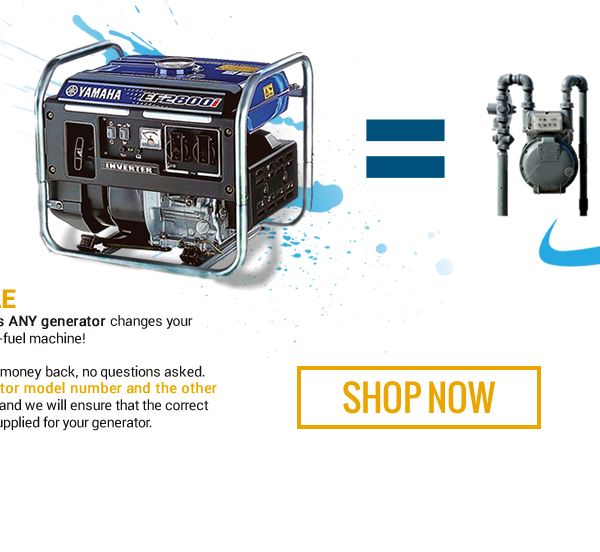 YAMAHA
EF2800i
INVERTER
LE
s ANY generator changes your
-fuel machine!
money back, no questions asked.
tor model number and the other
and we will ensure that the correct
upplied for your generator.
SHOP NOW